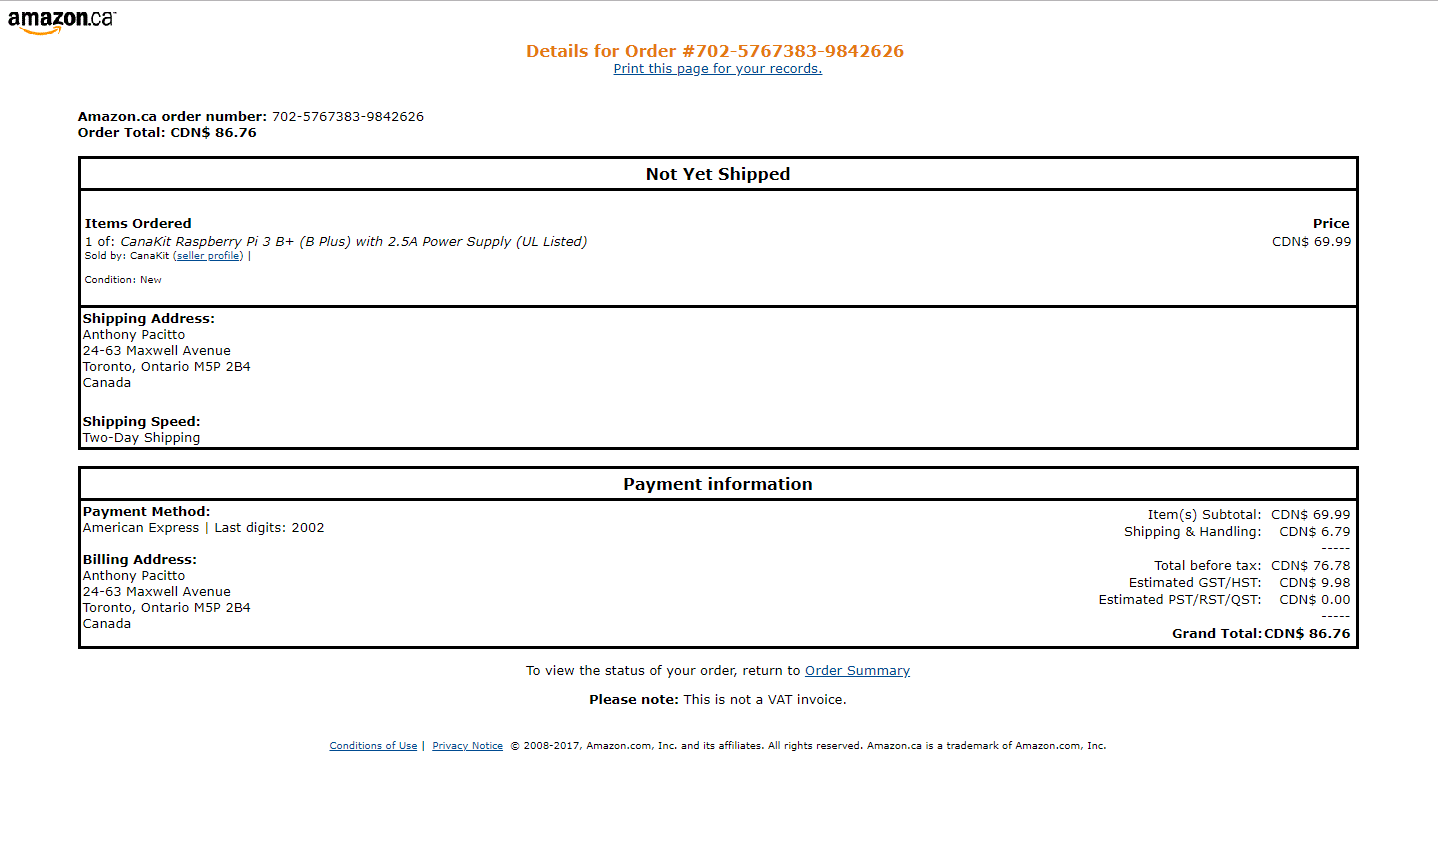 amazon.ca™
Details for Order #702-5767383-9842626
Print this page for your records.
Amazon.ca order number: 702-5767383-9842626
Order Total: CDN$ 86.76
Not Yet Shipped
Items Ordered Price
1 of: CanaKit Raspberry Pi 3 B+ (B Plus) with 2.5A Power Supply (UL Listed) CDN$ 69.99
Sold by: CanaKit (seller profile) |
Condition: New
Shipping Address:
Anthony Pacitto
24-63 Maxwell Avenue
Toronto, Ontario M5P 2B4
Canada
Shipping Speed:
Two-Day Shipping
Payment information
Payment Method:
American Express | Last digits: 2002
Billing Address:
Anthony Pacitto
24-63 Maxwell Avenue
Toronto, Ontario M5P 2B4
Canada
Item(s) Subtotal: CDN$ 69.99
Shipping & Handling: CDN$ 6.79
-----
Total before tax: CDN$ 76.78
Estimated GST/HST: CDN$ 9.98
Estimated PST/RST/QST: CDN$ 0.00
-----
Grand Total: CDN$ 86.76
To view the status of your order, return to Order Summary
Please note: This is not a VAT invoice.
Conditions of Use | Privacy Notice © 2008-2017, Amazon.com, Inc. and its affiliates. All rights reserved. Amazon.ca is a trademark of Amazon.com, Inc.